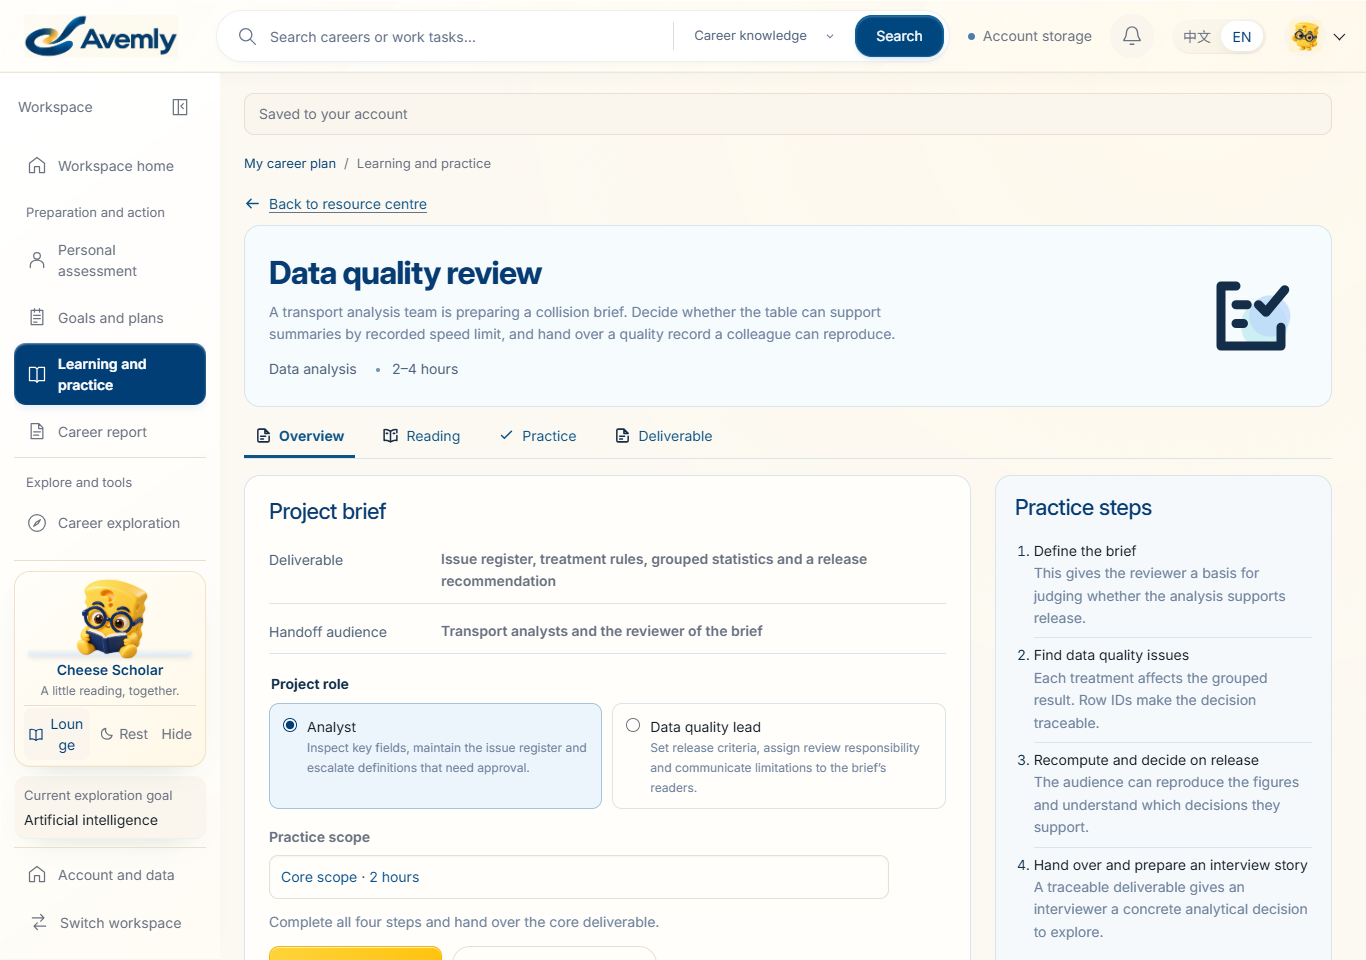 Avemly
Search careers or work tasks...
Career knowledge
Search
Account storage
中文
EN
Workspace
Workspace home
Preparation and action
Personal
assessment
Goals and plans
Learning and
practice
Career report
Explore and tools
Career exploration
Cheese Scholar
A little reading, together.
Loun
ge
Rest
Hide
Current exploration goal
Artificial intelligence
Account and data
Switch workspace
Saved to your account
My career plan / Learning and practice
Back to resource centre
Data quality review
A transport analysis team is preparing a collision brief. Decide whether the table can support
summaries by recorded speed limit, and hand over a quality record a colleague can reproduce.
Data analysis • 2–4 hours
Overview
Reading
Practice
Deliverable
Project brief
Deliverable
Issue register, treatment rules, grouped statistics and a release
recommendation
Handoff audience
Transport analysts and the reviewer of the brief
Project role
Analyst
Inspect key fields, maintain the issue register and
escalate definitions that need approval.
Data quality lead
Set release criteria, assign review responsibility
and communicate limitations to the brief's
readers.
Practice scope
Core scope · 2 hours
Complete all four steps and hand over the core deliverable.
Practice steps
1. Define the brief
This gives the reviewer a basis for
judging whether the analysis supports
release.
2. Find data quality issues
Each treatment affects the grouped
result. Row IDs make the decision
traceable.
3. Recompute and decide on release
The audience can reproduce the figures
and understand which decisions they
support.
4. Hand over and prepare an interview story
A traceable deliverable gives an
interviewer a concrete analytical decision
to explore.